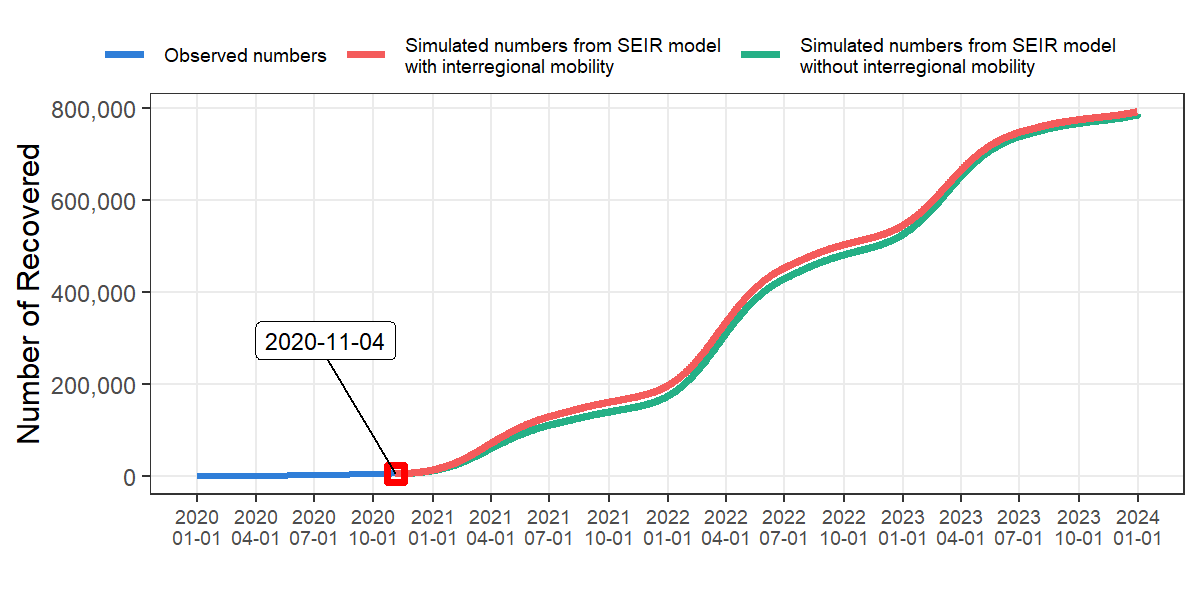 Observed numbers
Simulated numbers from SEIR model
with interregional mobility
Simulated numbers from SEIR model
without interregional mobility
Number of Recovered
800,000
600,000
400,000
200,000
0
2020-11-04
2020 2020 2020 2020 2021 2021 2021 2021 2022 2022 2022 2022 2023 2023 2023 2023 2024
01-01 04-01 07-01 10-01 01-01 04-01 07-01 10-01 01-01 04-01 07-01 10-01 01-01 04-01 07-01 10-01 01-01